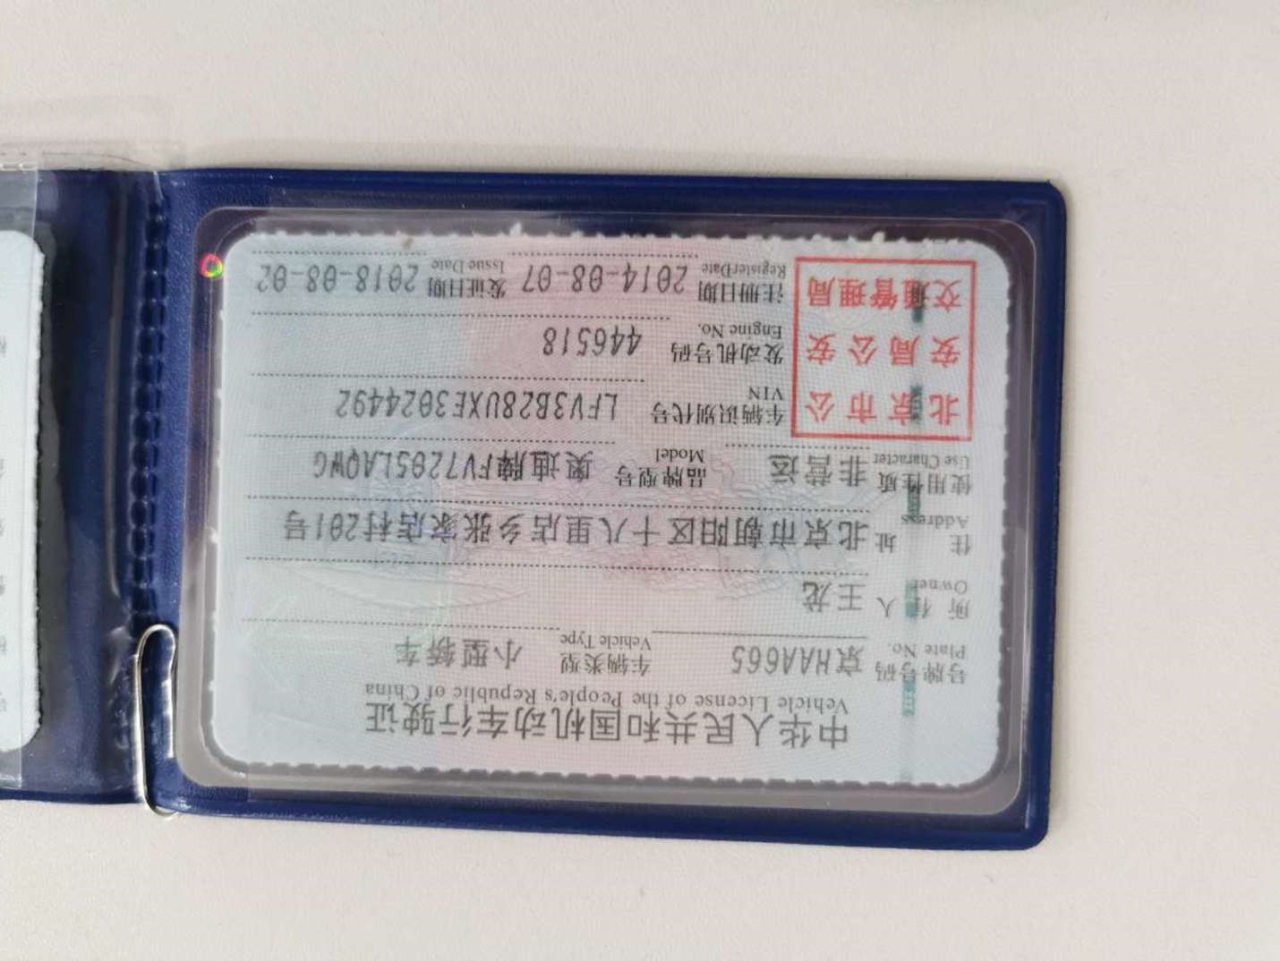 中华人民共和国机动车行驶证
Vehicle License of the People's Republic of China
号牌号码 京HAA665 车辆类型 小型轿车
Plate No. Vehicle Type
所有人 王龙
Owner
住址 北京市朝阳区十八里店乡张家店村201号
Address
使用性质 非营运 品牌型号 奥迪牌FV7205LAQWG
Use Character Model
北京市公
安局公安
交通管理局
车辆识别代号 LFV3B28UXE3024492
VIN
发动机号码 446518
Engine No.
注册日期 2014-08-07 发证日期 2018-08-02
RegisterDate Issue Date